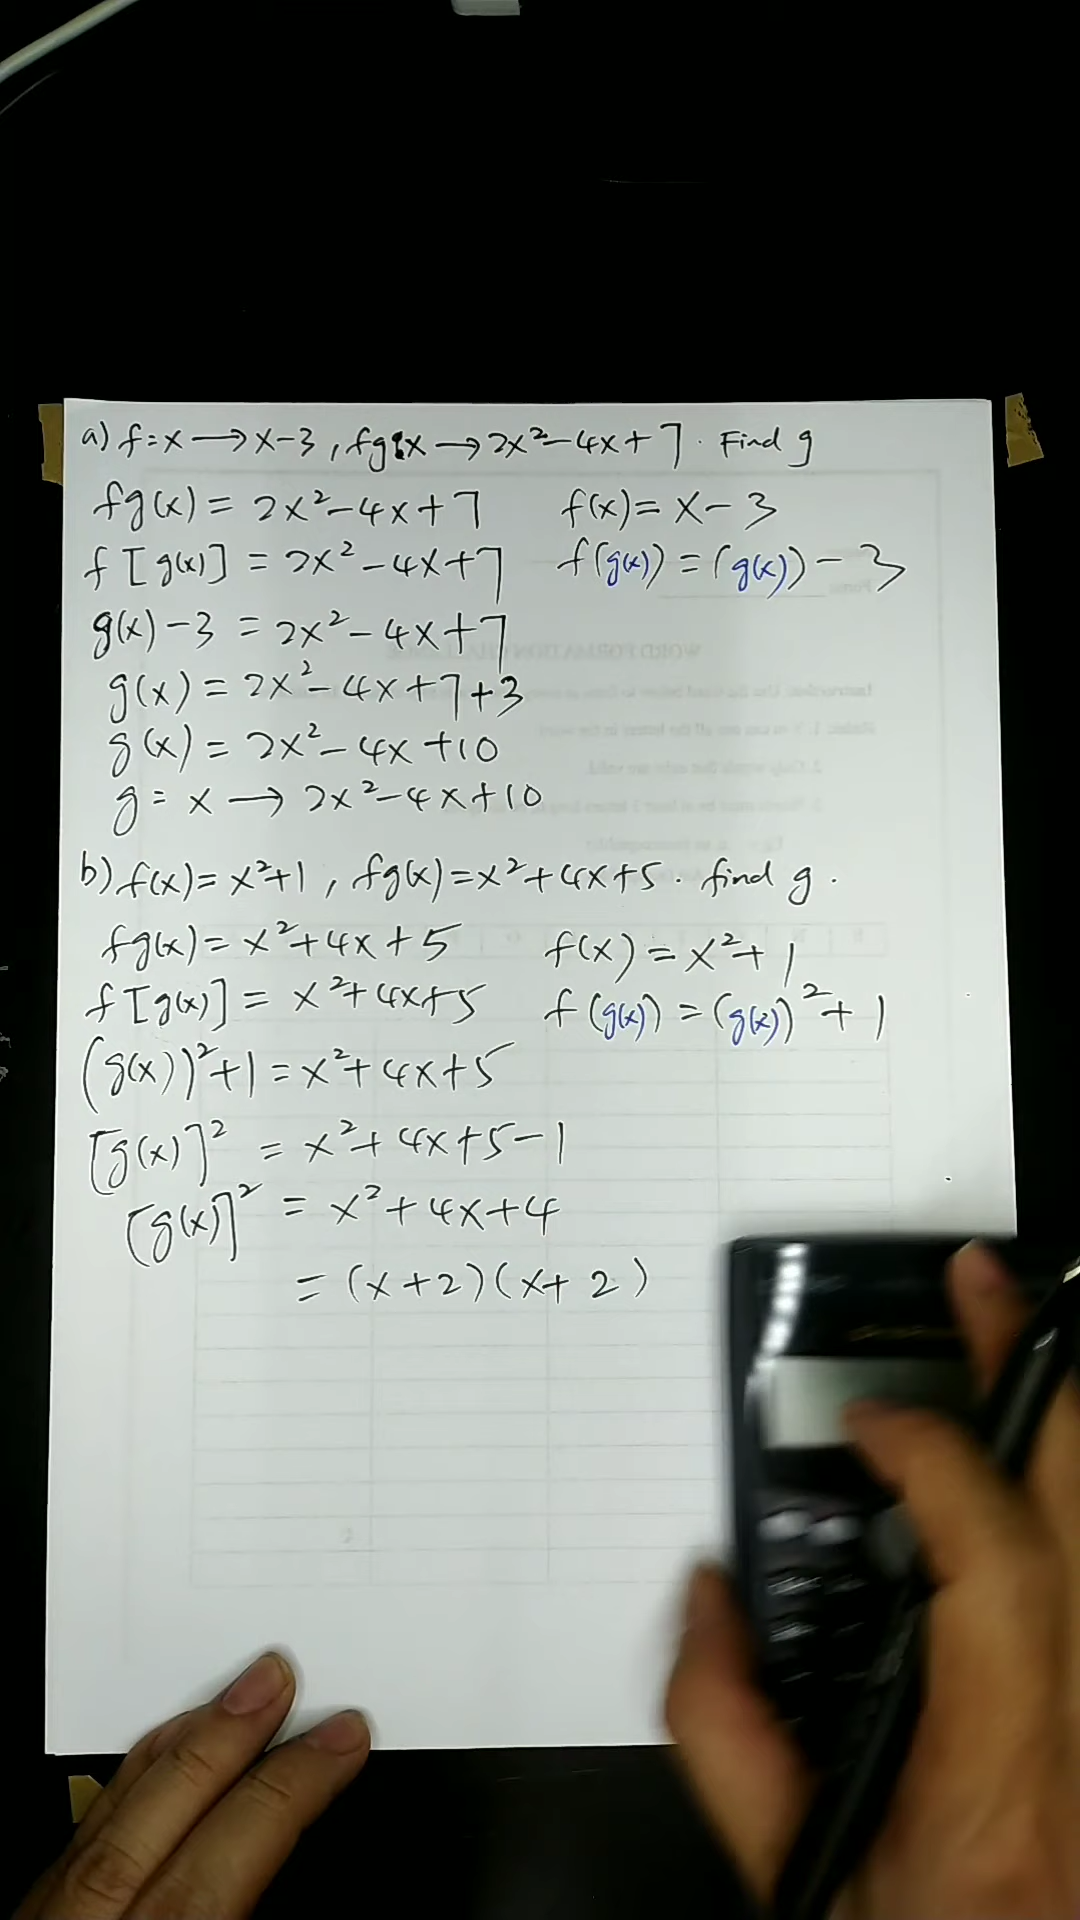 a) f=x → x-3, fg:x → 2x²-4x+7. Find g
fg(x) = 2x²-4x+7
f[g(x)] = 2x²-4x+7
g(x)-3 = 2x²-4x+7
g(x) = 2x²-4x+7+3
g(x) = 2x²-4x+10
g = x → 2x²-4x+10
f(x) = x-3
f(g(x)) = (g(x))-3
b) f(x) = x²+1, fg(x) = x²+4x+5. find g.
fg(x) = x²+4x+5
f[g(x)] = x²+4x+5
(g(x))²+1 = x²+4x+5
[g(x)]² = x²+4x+5-1
[g(x)]² = x²+4x+4
= (x+2)(x+2)
f(x) = x²+1
f(g(x)) = (g(x))²+1
WORD FORMATION